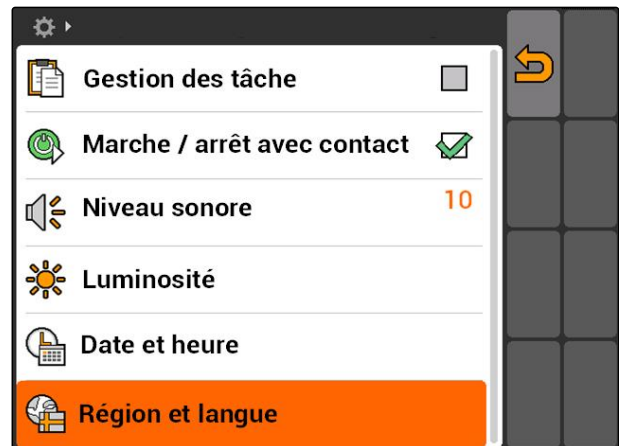 Gestion des tâche
Marche / arrêt avec contact
Niveau sonore 10
Luminosité
Date et heure
Région et langue